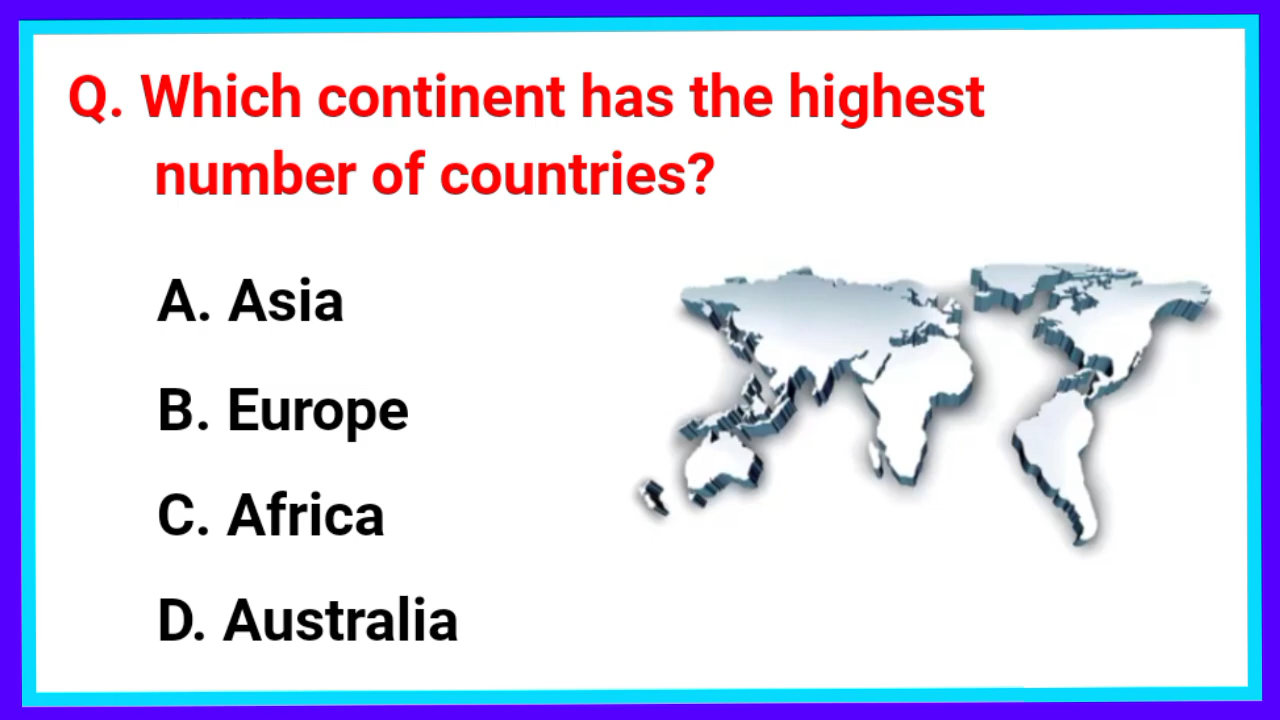 Q. Which continent has the highest
number of countries?
A. Asia
B. Europe
C. Africa
D. Australia